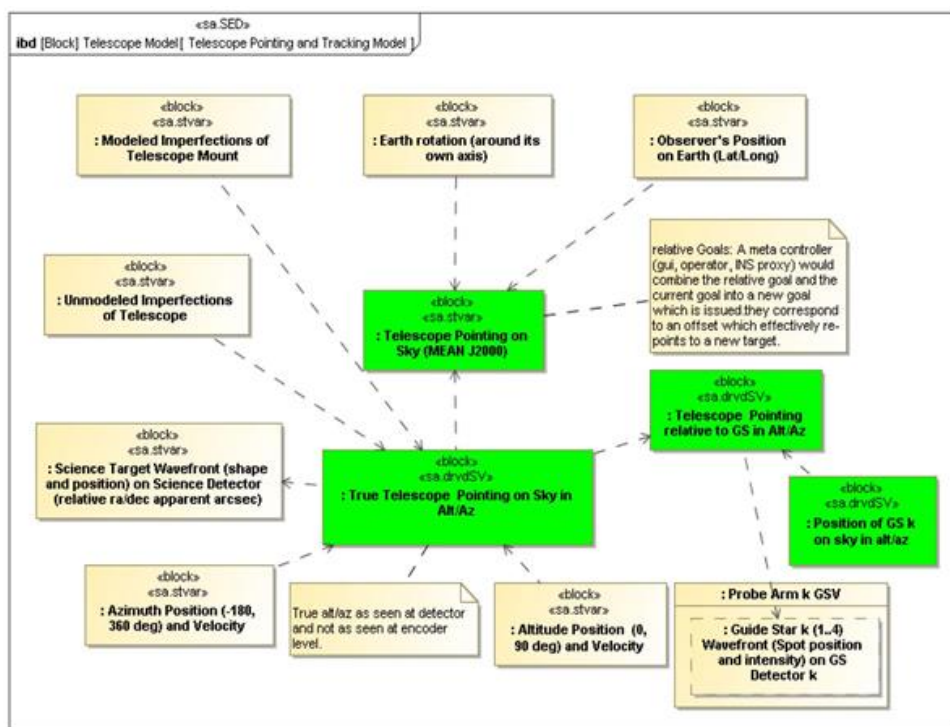 «sa.SED»
ibd [Block] Telescope Model[ Telescope Pointing and Tracking Model ]
«block»
«sa.stvar»
: Modeled Imperfections of
Telescope Mount
«block»
«sa.stvar»
: Earth rotation (around its
own axis)
«block»
«sa.stvar»
: Observer's Position
on Earth (Lat/Long)
«block»
«sa.stvar»
: Unmodeled Imperfections
of Telescope
«block»
«sa.stvar»
: Telescope Pointing on
Sky (MEAN J2000)
relative Goals: A meta controller
(gui, operator, INS proxy) would
combine the relative goal and the
current goal into a new goal
which is issued.they correspond
to an offset which effectively re-
points to a new target.
«block»
«sa.drvdSV»
: Telescope Pointing
relative to GS in Alt/Az
«block»
«sa.stvar»
: Science Target Wavefront (shape
and position) on Science Detector
(relative ra/dec apparent arcsec)
«block»
«sa.drvdSV»
: True Telescope Pointing on Sky in
Alt/Az
«block»
«sa.drvdSV»
: Position of GS k
on sky in alt/az
«block»
«sa.stvar»
: Azimuth Position (-180,
360 deg) and Velocity
True alt/az as seen at detector
and not as seen at encoder
level.
«block»
«sa.stvar»
: Altitude Position (0,
90 deg) and Velocity
: Probe Arm k GSV
: Guide Star k (1..4)
Wavefront (Spot position
and intensity) on GS
Detector k